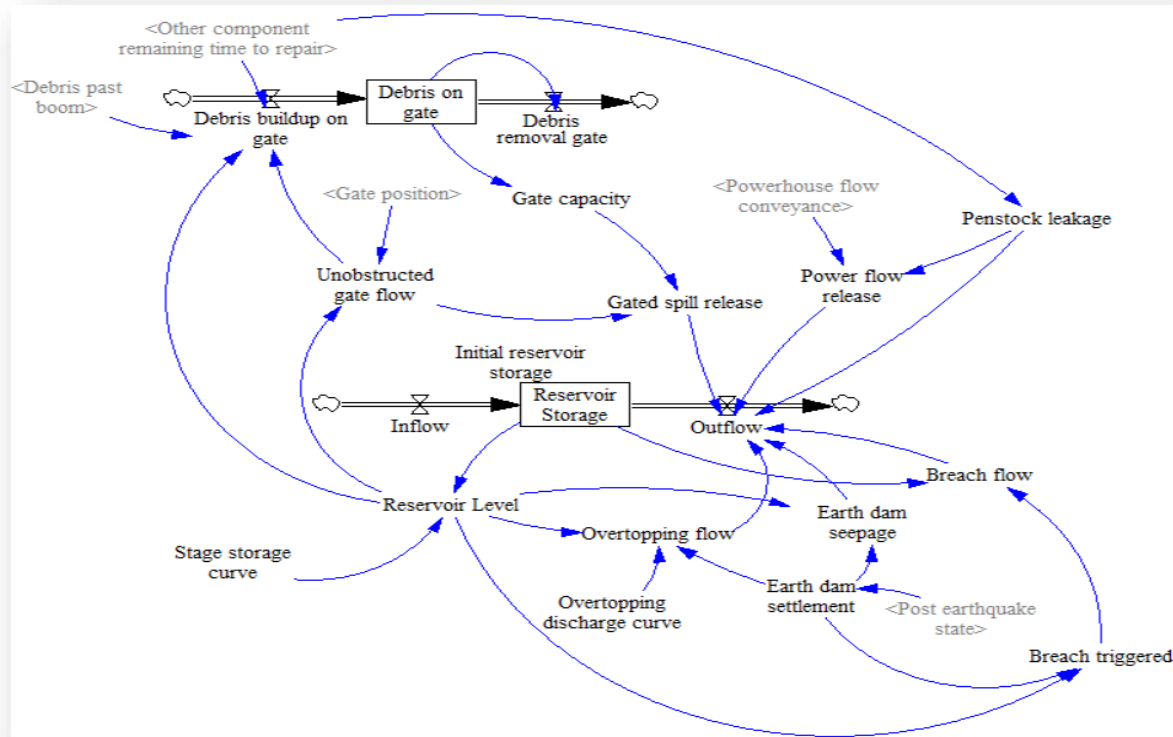 <Other component
remaining time to repair>
<Debris past
boom>
Debris on
gate
Debris buildup on
gate
Debris
removal gate
<Gate position>
Gate capacity
<Powerhouse flow
conveyance>
Penstock leakage
Unobstructed
gate flow
Gated spill release
Power flow
release
Initial reservoir
storage
Reservoir
Storage
Inflow
Outflow
Breach flow
Reservoir Level
Earth dam
seepage
Overtopping flow
Stage storage
curve
Earth dam
settlement
Overtopping
discharge curve
<Post earthquake
state>
Breach triggered